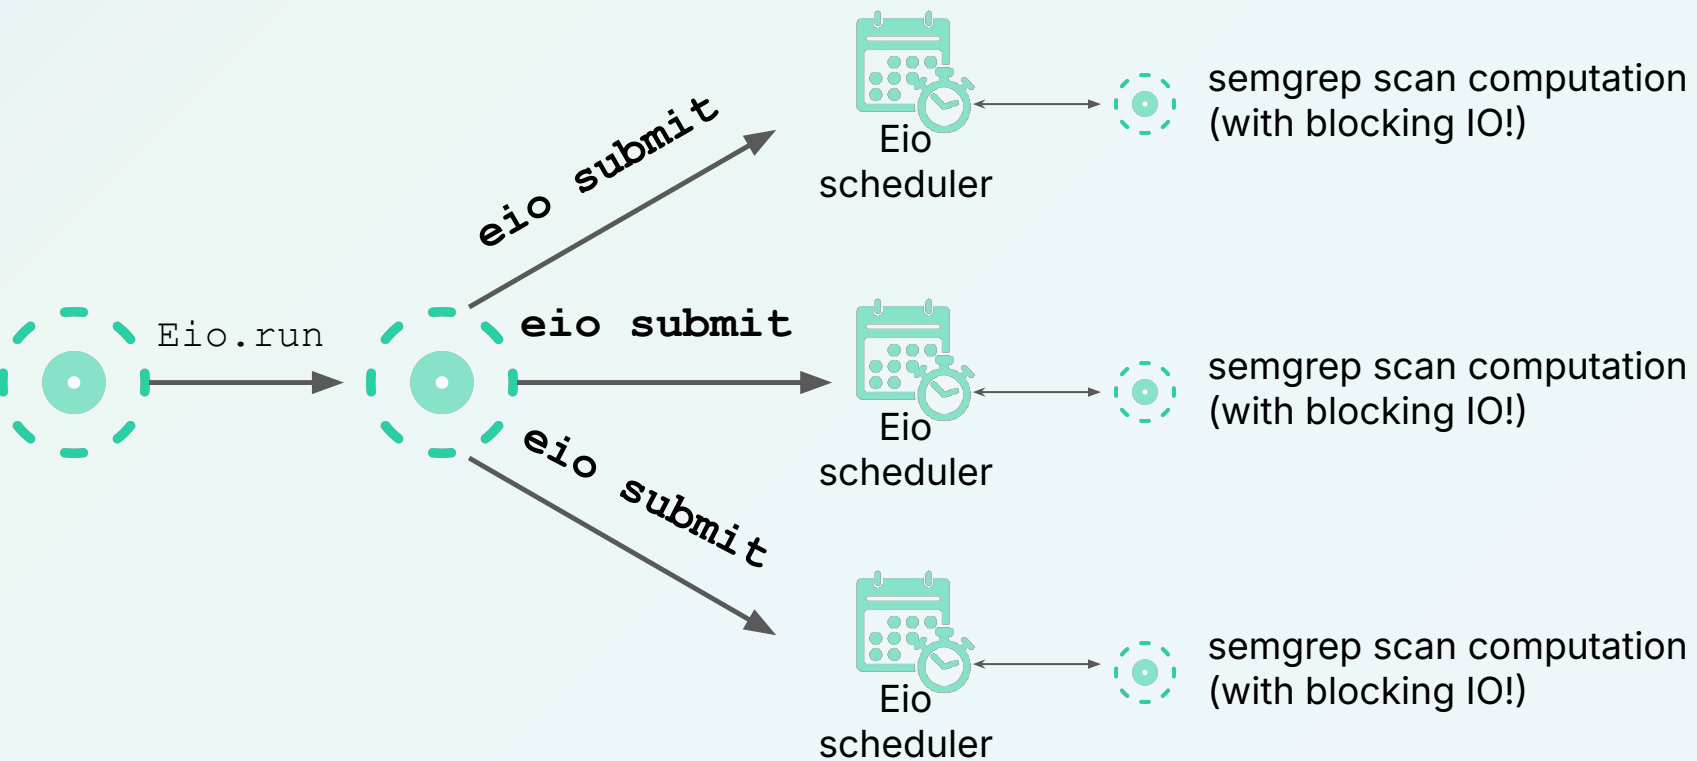 eio submit
Eio
scheduler
semgrep scan computation
(with blocking IO!)
Eio.run
eio submit
Eio
scheduler
semgrep scan computation
(with blocking IO!)
eio submit
Eio
scheduler
semgrep scan computation
(with blocking IO!)